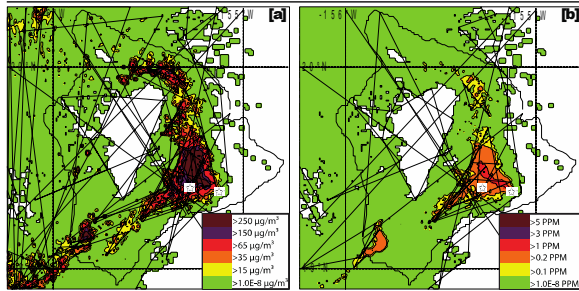 -156 W
-155 W
[a]
20°N
>250 µg/m³
>150 µg/m³
>65 µg/m³
>35 µg/m³
>15 µg/m³
>1.0E-8 µg/m³
-156 W
[b]
20°N
>5 PPM
>3 PPM
>1 PPM
>0.2 PPM
>0.1 PPM
>1.0E-8 PPM